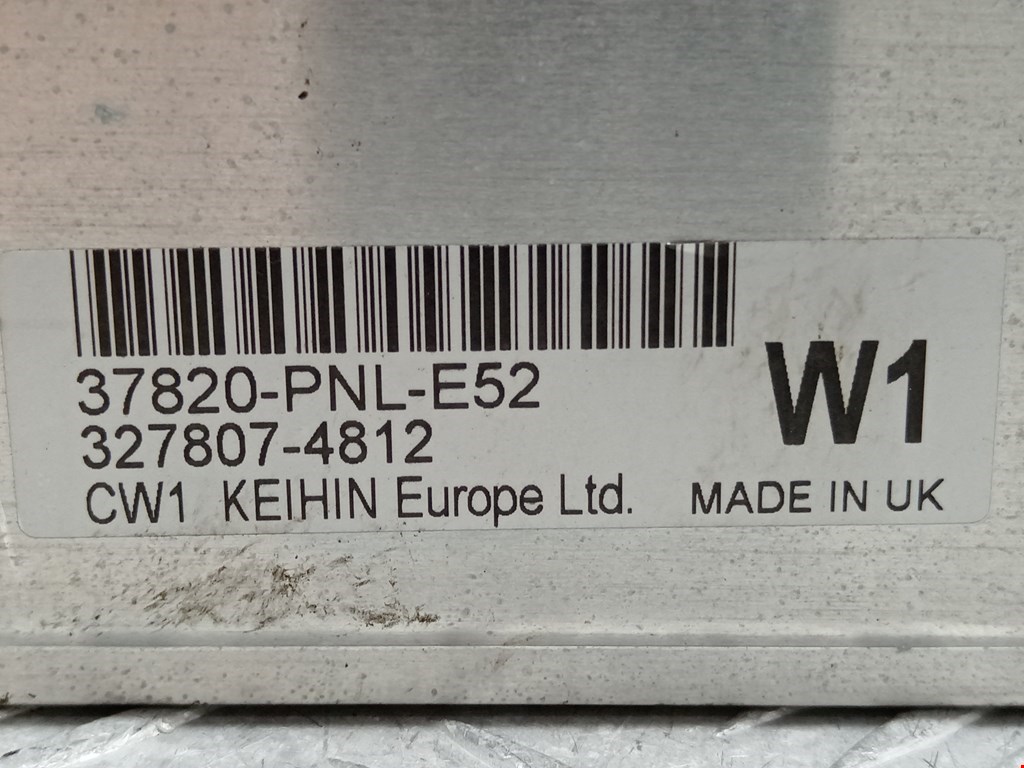 37820-PNL-E52
W1
327807-4812
CW1 KEIHIN Europe Ltd. MADE IN UK